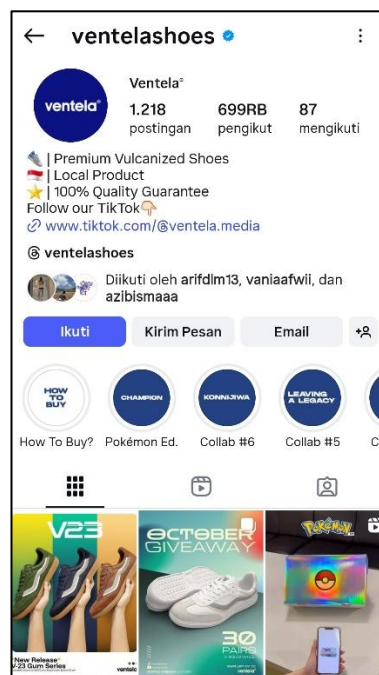 ventelashoes
ventela®
Ventela®
1.218 699RB 87
postingan pengikut mengikuti
| Premium Vulcanized Shoes
| Local Product
| 100% Quality Guarantee
Follow our TikTok
www.tiktok.com/@ventela.media
ventelashoes
Diikuti oleh arifdlm13, vaniaafwii, dan
azibismaaa
Ikuti Kirim Pesan Email
HOW
TO
BUY
CHAMPION
KONNIJIWA
LEAVING
A LEGACY
How To Buy? Pokémon Ed. Collab #6 Collab #5 C
V23
New Release*
V-23 Gum Series
ventela
OCTOBER
GIVEAWAY
30
PAIRS
ventela
POKÉMON